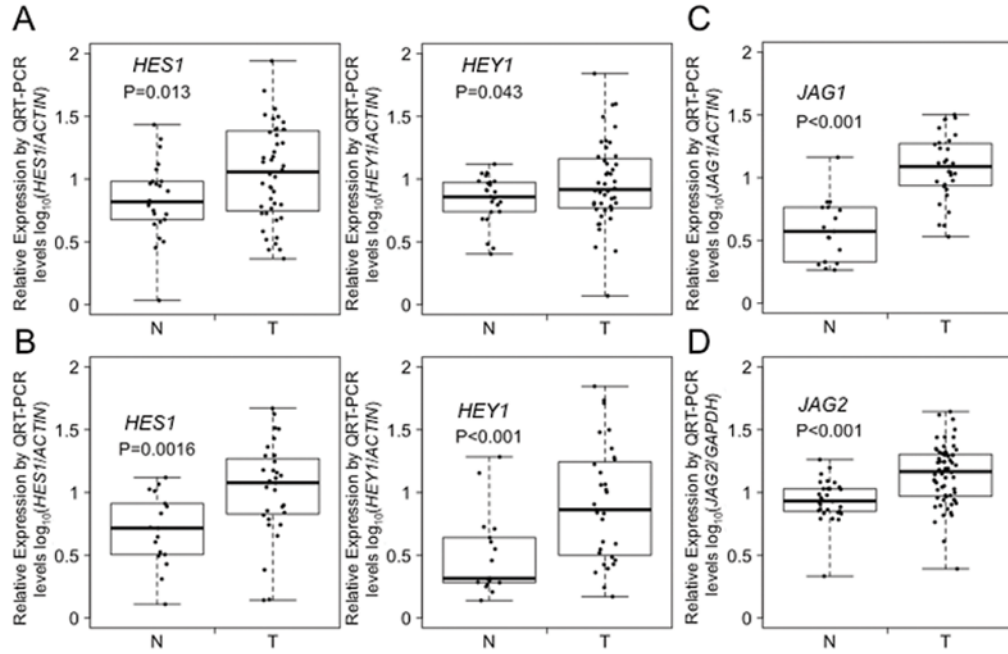 A
Relative Expression by QRT-PCR
levels log10(HES1/ACTIN)
2
1.5
1
0.5
0
HES1
P=0.013
N
T
Relative Expression by QRT-PCR
levels log10(HEY1/ACTIN)
2
1.5
1
0.5
0
HEY1
P=0.043
N
T
C
Relative Expression by QRT-PCR
levels log10(JAG1/ACTIN)
2
1.5
1
0.5
0
JAG1
P<0.001
N
T
B
Relative Expression by QRT-PCR
levels log10(HES1/ACTIN)
2
1.5
1
0.5
0
HES1
P=0.0016
N
T
Relative Expression by QRT-PCR
levels log10(HEY1/ACTIN)
2
1.5
1
0.5
0
HEY1
P<0.001
N
T
D
Relative Expression by QRT-PCR
levels log10(JAG2/GAPDH)
2
1.5
1
0.5
0
JAG2
P<0.001
N
T